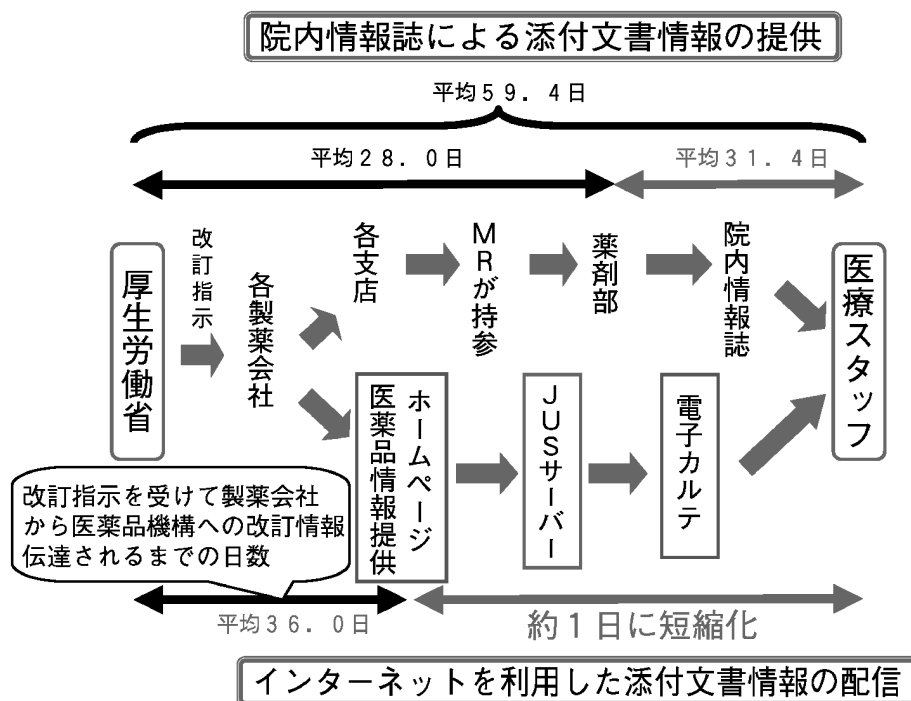 院内情報誌による添付文書情報の提供
平均59.4日
平均28.0日
平均31.4日
厚生労働省
改訂指示
各製薬会社
各支店
MRが持参
薬剤部
院内情報誌
医療スタッフ
医薬品情報提供
ホームページ
JUSサーバー
電子カルテ
改訂指示を受けて製薬会社
から医薬品機構への改訂情報
伝達されるまでの日数
平均36.0日
約1日に短縮化
インターネットを利用した添付文書情報の配信